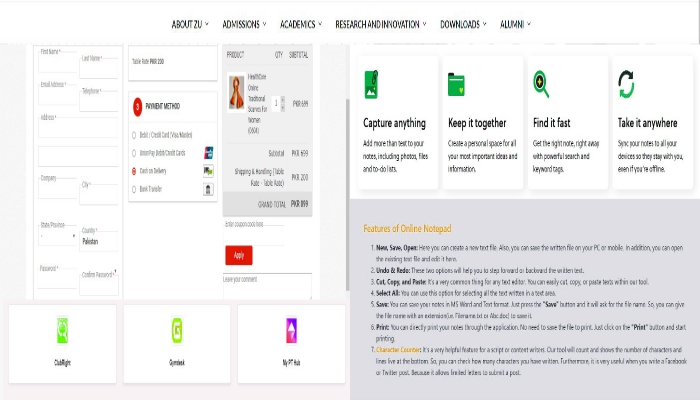 ABOUT ZU
ADMISSIONS
ACADEMICS
RESEARCH AND INNOVATION
DOWNLOADS
ALUMNI
First Name *
Last Name *
Email Address *
Telephone *
Address *
Company
City *
State/Province
Country *
Pakistan
Password *
Confirm Password *
Table Rate PKR 200
3 PAYMENT METHOD
Debit / Credit Card (Visa/Master)
Union Pay Debit/Credit Cards
Cash on Delivery
Bank Transfer
PRODUCT QTY SUBTOTAL
HealthCare
Online
Traditional
Scarves For
Women
(0604)
1
PKR 699
Subtotal PKR 699
Shipping & Handling (Table
Rate - Table Rate)
PKR 200
GRAND TOTAL PKR 899
Enter coupon code here
Apply
Leave your comment
ClubRight
Gymdesk
My PT Hub
Capture anything
Add more than text to your
notes, including photos, files
and to-do lists.
Keep it together
Create a personal space for all
your most important ideas and
information.
Find it fast
Get the right note, right away
with powerful search and
keyword tags.
Take it anywhere
Sync your notes to all your
devices so they stay with you,
even if you're offline.
Features of Online Notepad
1. New, Save, Open: Here you can create a new text file. Also, you can save the written file on your PC or mobile. In addition, you can open
the existing text file and edit it here.
2. Undo & Redo: These two options will help you to step forward or backward the written text.
3. Cut, Copy, and Paste: It's a very common thing for any text editor. You can easily cut, copy, or paste texts within our tool.
4. Select All: You can use this option for selecting all the text written in a text area.
5. Save: You can save your notes in MS Word and Text format. Just press the "Save" button and it will ask for the file name. So, you can give
the file name with an extension(i.e. Filename.txt or Abc.doc) to save it.
6. Print: You can directly print your notes through the application. No need to save the file to print. Just click on the "Print" button and start
printing.
7. Character Counter: It's a very helpful feature for a script or content writers. Our tool will count and shows the number of characters and
lines live at the bottom. So, you can check how many characters you have written. Furthermore, it is very useful when you write a Facebook
or Twitter post. Because it allows limited letters to submit a post.